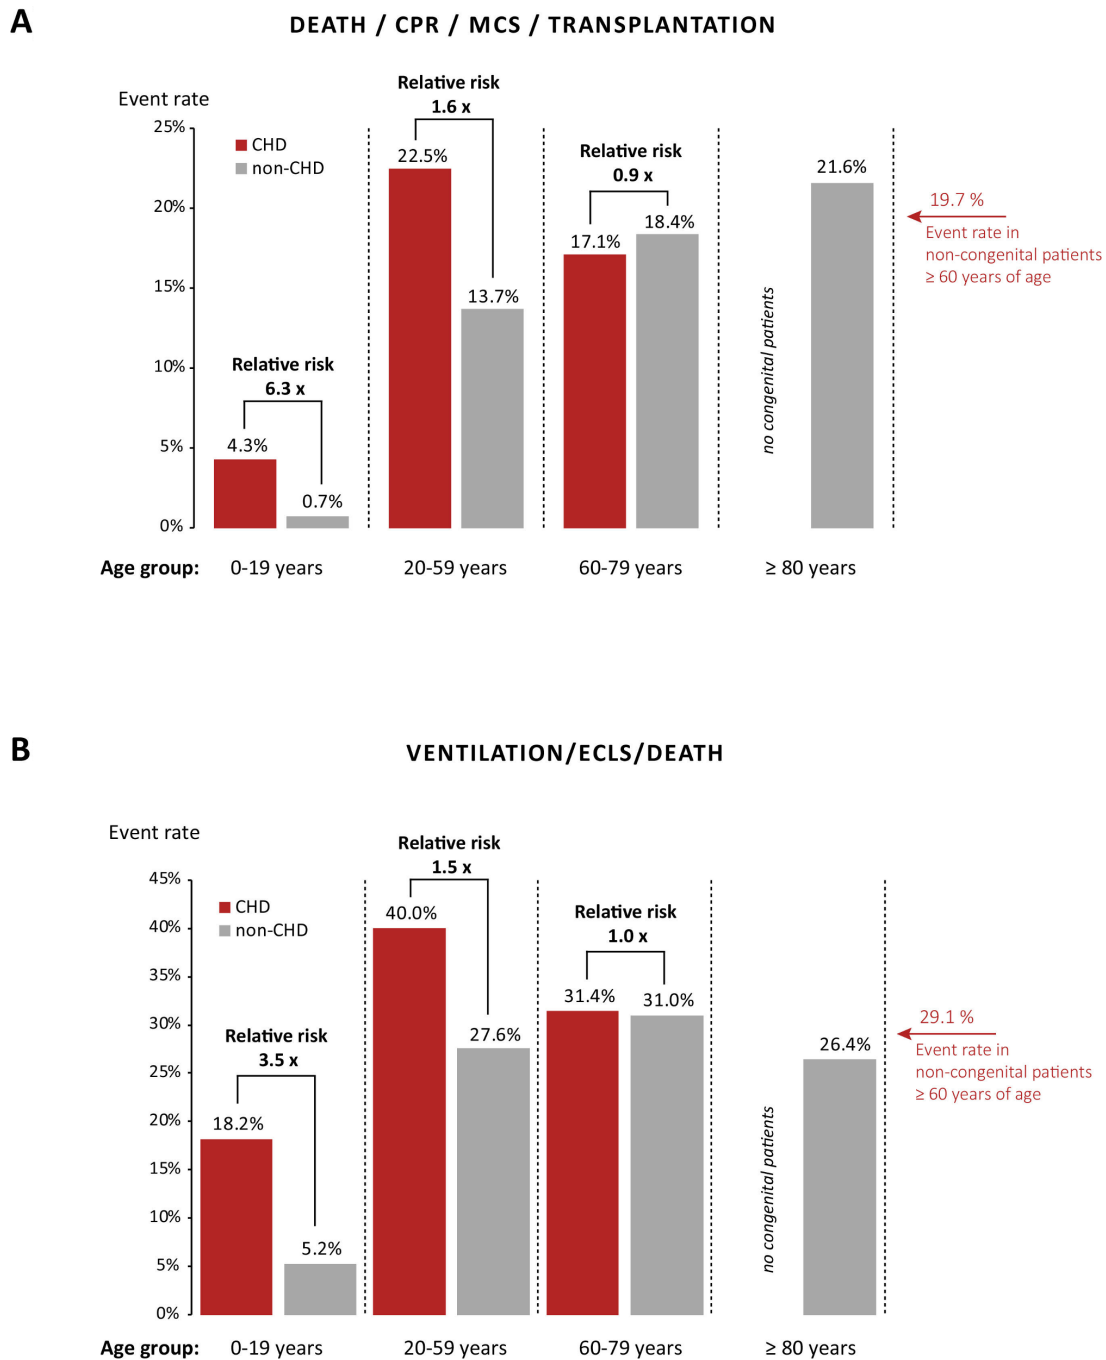 A
DEATH / CPR / MCS / TRANSPLANTATION
Event rate
25%
20%
15%
10%
5%
0%
CHD
non-CHD
Relative risk
6.3 x
4.3%
0.7%
Relative risk
1.6 x
22.5%
13.7%
Relative risk
0.9 x
17.1%
18.4%
no congenital patients
21.6%
19.7 %
Event rate in
non-congenital patients
≥ 60 years of age
Age group: 0-19 years 20-59 years 60-79 years ≥ 80 years
B
VENTILATION/ECLS/DEATH
Event rate
45%
40%
35%
30%
25%
20%
15%
10%
5%
0%
CHD
non-CHD
Relative risk
3.5 x
18.2%
5.2%
Relative risk
1.5 x
40.0%
27.6%
Relative risk
1.0 x
31.4%
31.0%
no congenital patients
26.4%
29.1 %
Event rate in
non-congenital patients
≥ 60 years of age
Age group: 0-19 years 20-59 years 60-79 years ≥ 80 years